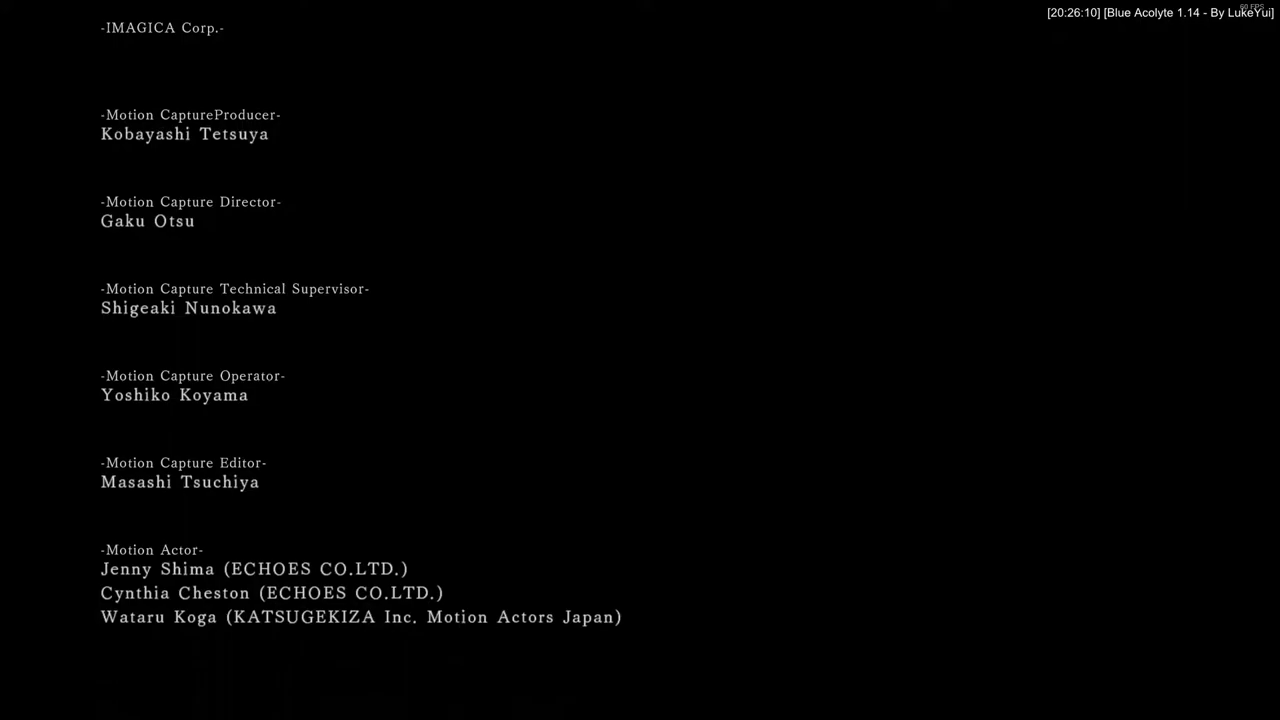 60 FPS
[20:26:10] [Blue Acolyte 1.14 - By LukeYui]
-IMAGICA Corp.-
-Motion CaptureProducer-
Kobayashi Tetsuya
-Motion Capture Director-
Gaku Otsu
-Motion Capture Technical Supervisor-
Shigeaki Nunokawa
-Motion Capture Operator-
Yoshiko Koyama
-Motion Capture Editor-
Masashi Tsuchiya
-Motion Actor-
Jenny Shima (ECHOES CO.LTD.)
Cynthia Cheston (ECHOES CO.LTD.)
Wataru Koga (KATSUGEKIZA Inc. Motion Actors Japan)